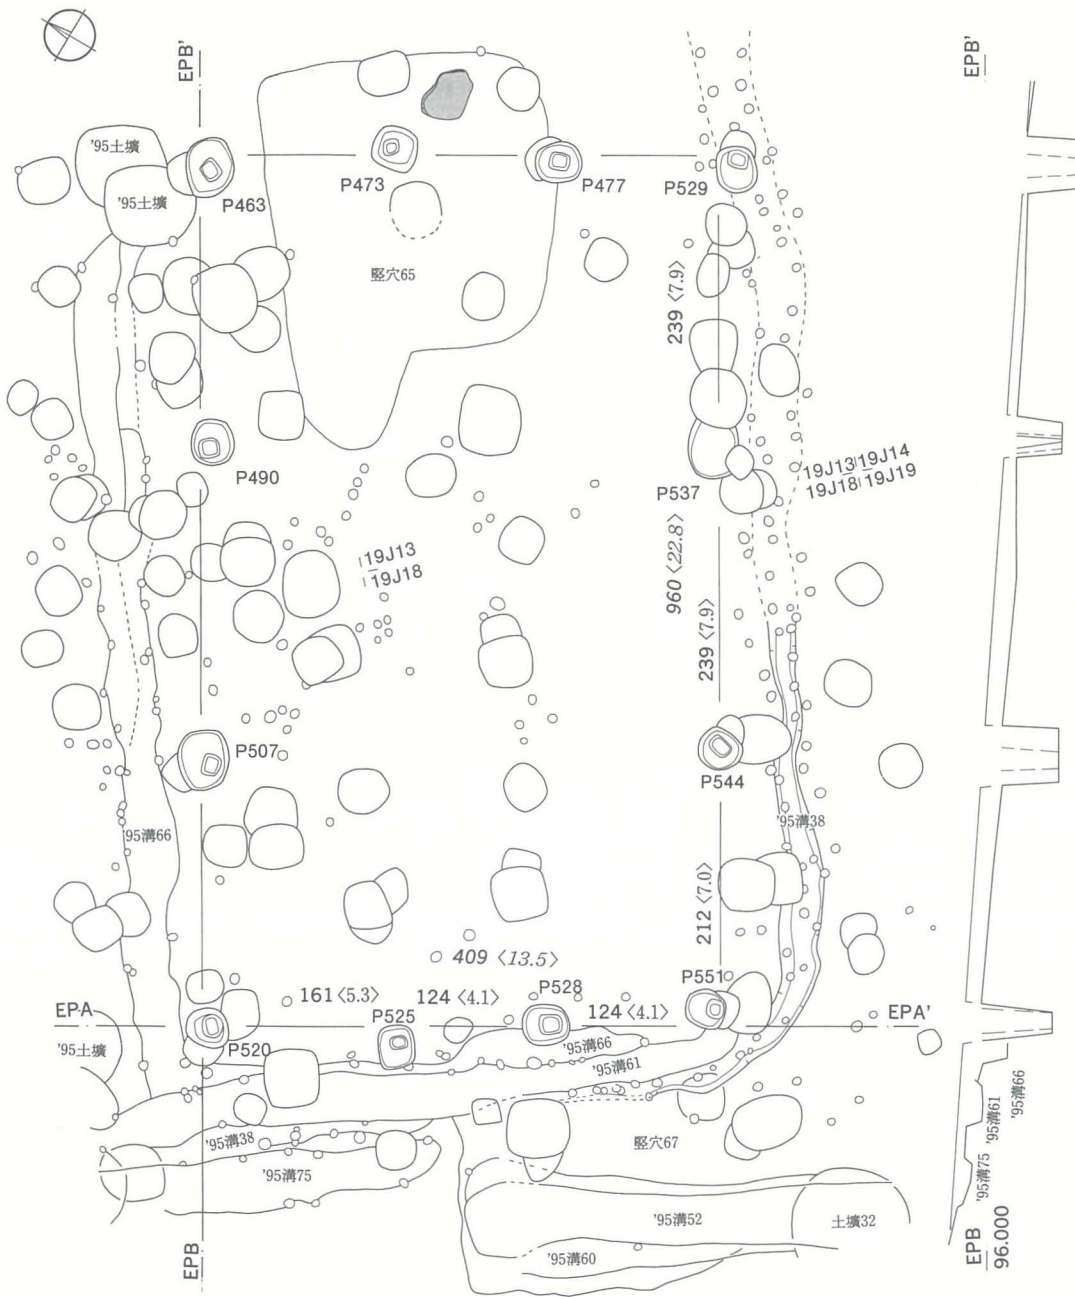 EPB'
EPB'
'95土壙
'95土壙
P463
P473
P477
P529
竪穴65
239〈7.9〉
P490
P537
19J13 19J14
19J18 19J19
19J13
19J18
960〈22.8〉
239〈7.9〉
P507
P544
'95溝66
'95溝38
212〈7.0〉
409〈13.5〉
EPA
161〈5.3〉
124〈4.1〉
P528
124〈4.1〉
P551
EPA'
'95土壙
P520
P525
'95溝66
'95溝61
'95溝38
'95溝75
竪穴67
'95溝52
土壙32
'95溝60
EPB
'95溝66
'95溝61
'95溝75
EPB
96.000